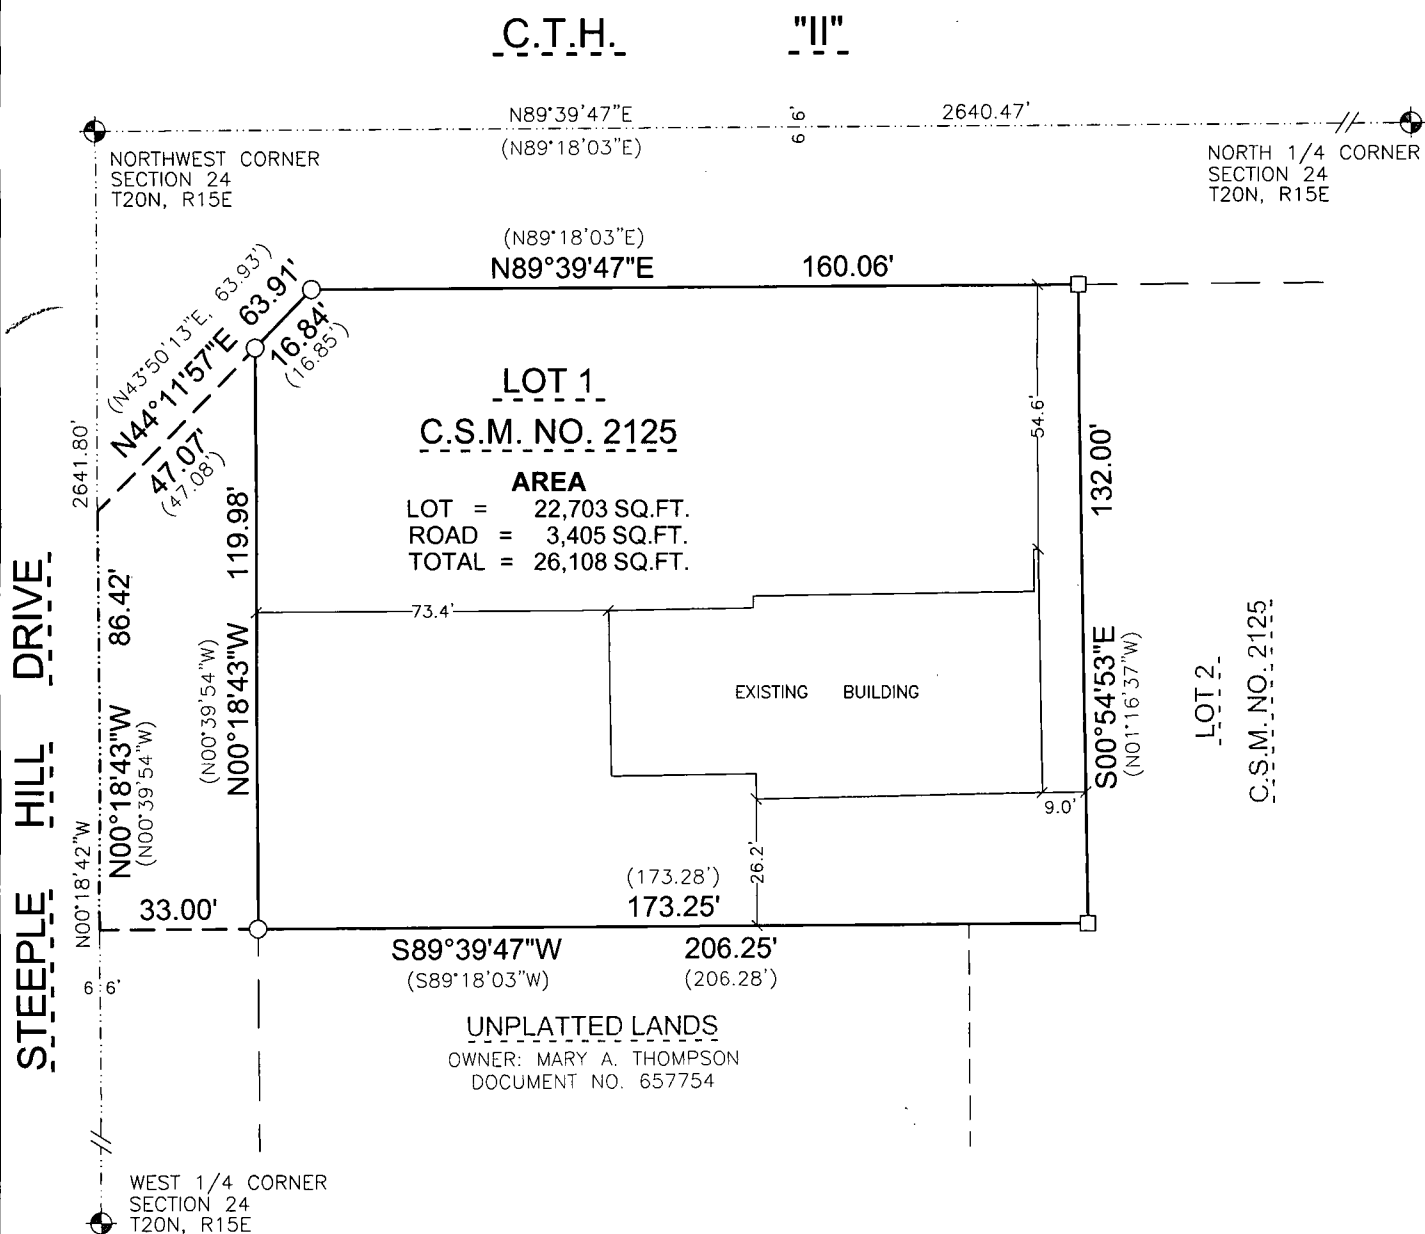 C.T.H. "II"
N89°39'47"E 2640.47'
(N89°18'03"E)
6 6'
NORTHWEST CORNER
SECTION 24
T20N, R15E
NORTH 1/4 CORNER
SECTION 24
T20N, R15E
(N89°18'03"E)
N89°39'47"E 160.06'
(N43°50'13"E, 63.93')
N44°11'57"E 63.91'
16.84'
(16.85')
47.07'
(47.08')
2641.80'
LOT 1
C.S.M. NO. 2125
AREA
LOT = 22,703 SQ.FT.
ROAD = 3,405 SQ.FT.
TOTAL = 26,108 SQ.FT.
54.6'
132.00'
S00°54'53"E
(N01°16'37"W)
119.98'
N00°18'43"W
(N00°39'54"W)
86.42'
N00°18'43"W
(N00°39'54"W)
N00°18'42"W
STEEPLE HILL DRIVE
73.4'
EXISTING BUILDING
LOT 2
C.S.M. NO. 2125
9.0'
26.2'
33.00'
(173.28')
173.25'
S89°39'47"W 206.25'
(S89°18'03"W) (206.28')
6 6'
UNPLATTED LANDS
OWNER: MARY A. THOMPSON
DOCUMENT NO. 657754
WEST 1/4 CORNER
SECTION 24
T20N, R15E